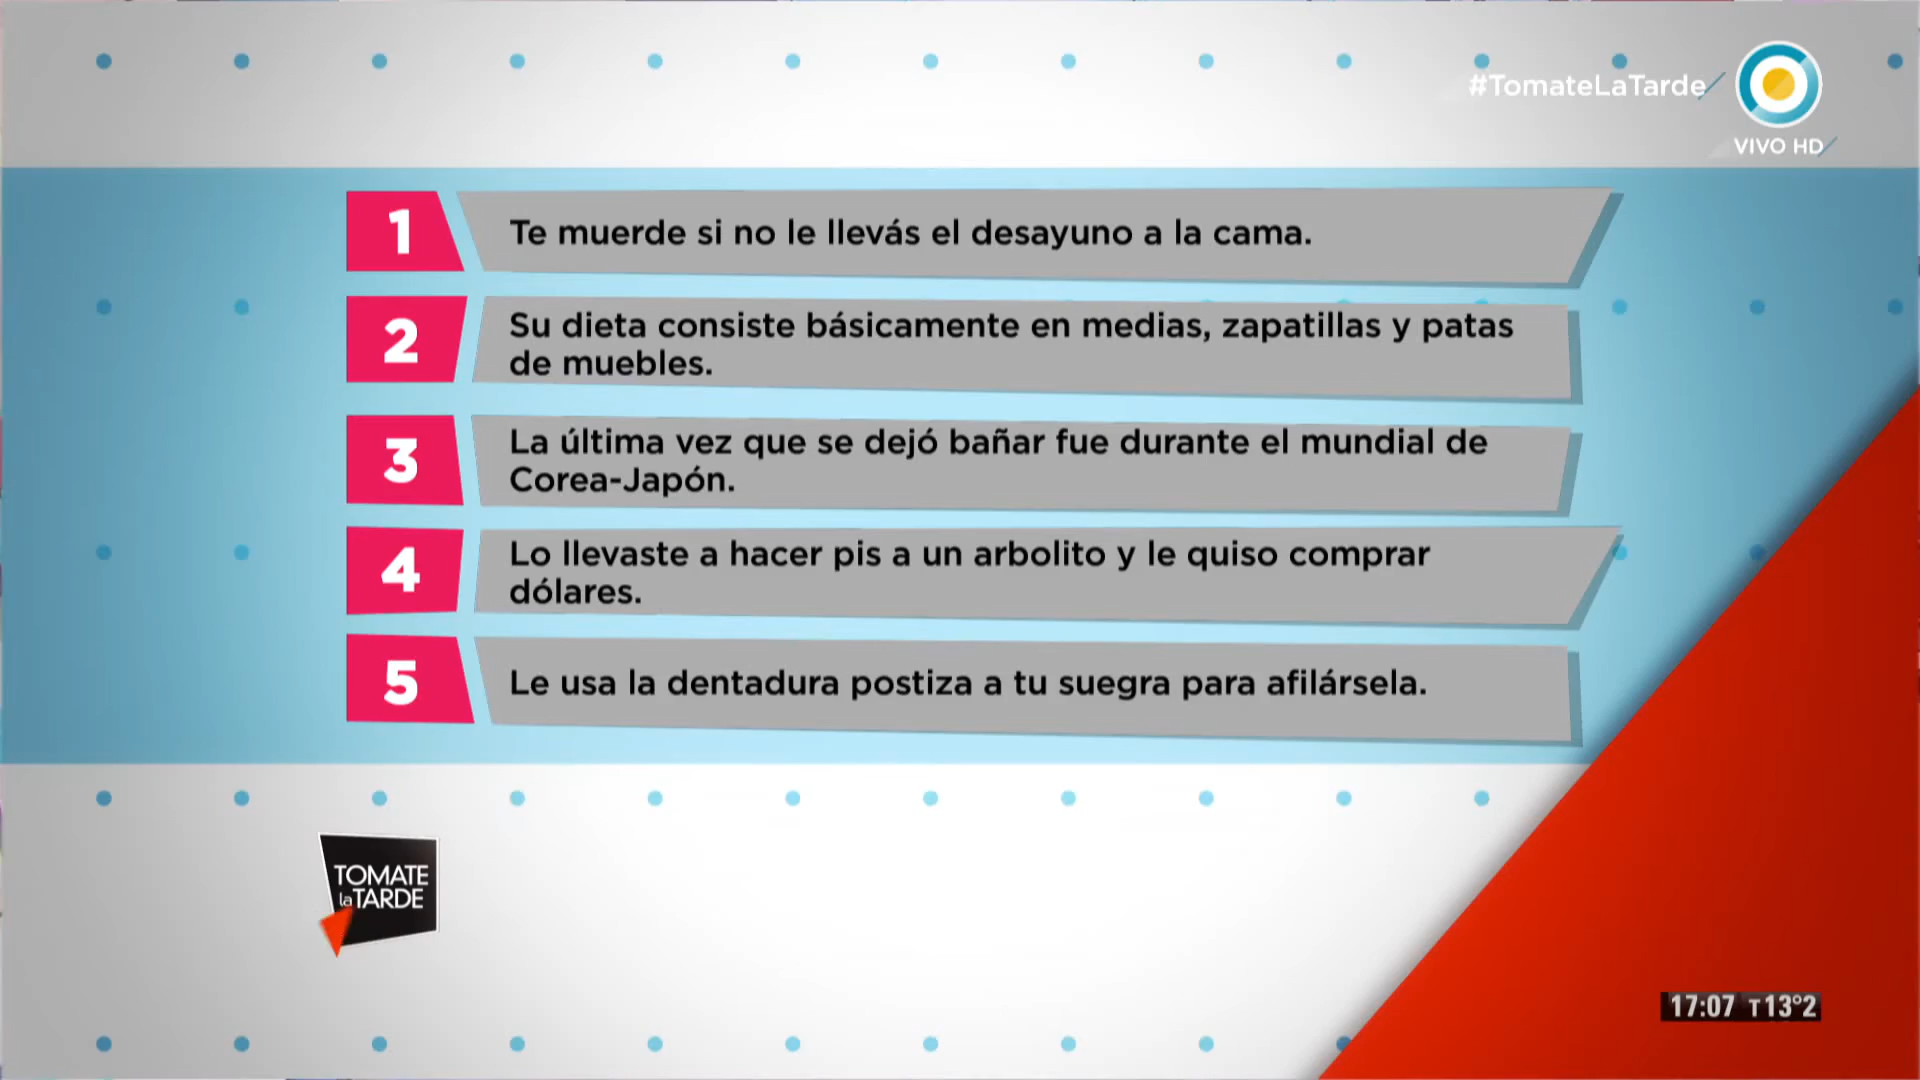 #TomateLaTarde
VIVO HD
1
Te muerde si no le llevás el desayuno a la cama.
2
Su dieta consiste básicamente en medias, zapatillas y patas
de muebles.
3
La última vez que se dejó bañar fue durante el mundial de
Corea-Japón.
4
Lo llevaste a hacer pis a un arbolito y le quiso comprar
dólares.
5
Le usa la dentadura postiza a tu suegra para afilársela.
TOMATE
la TARDE
17:07 T13°2